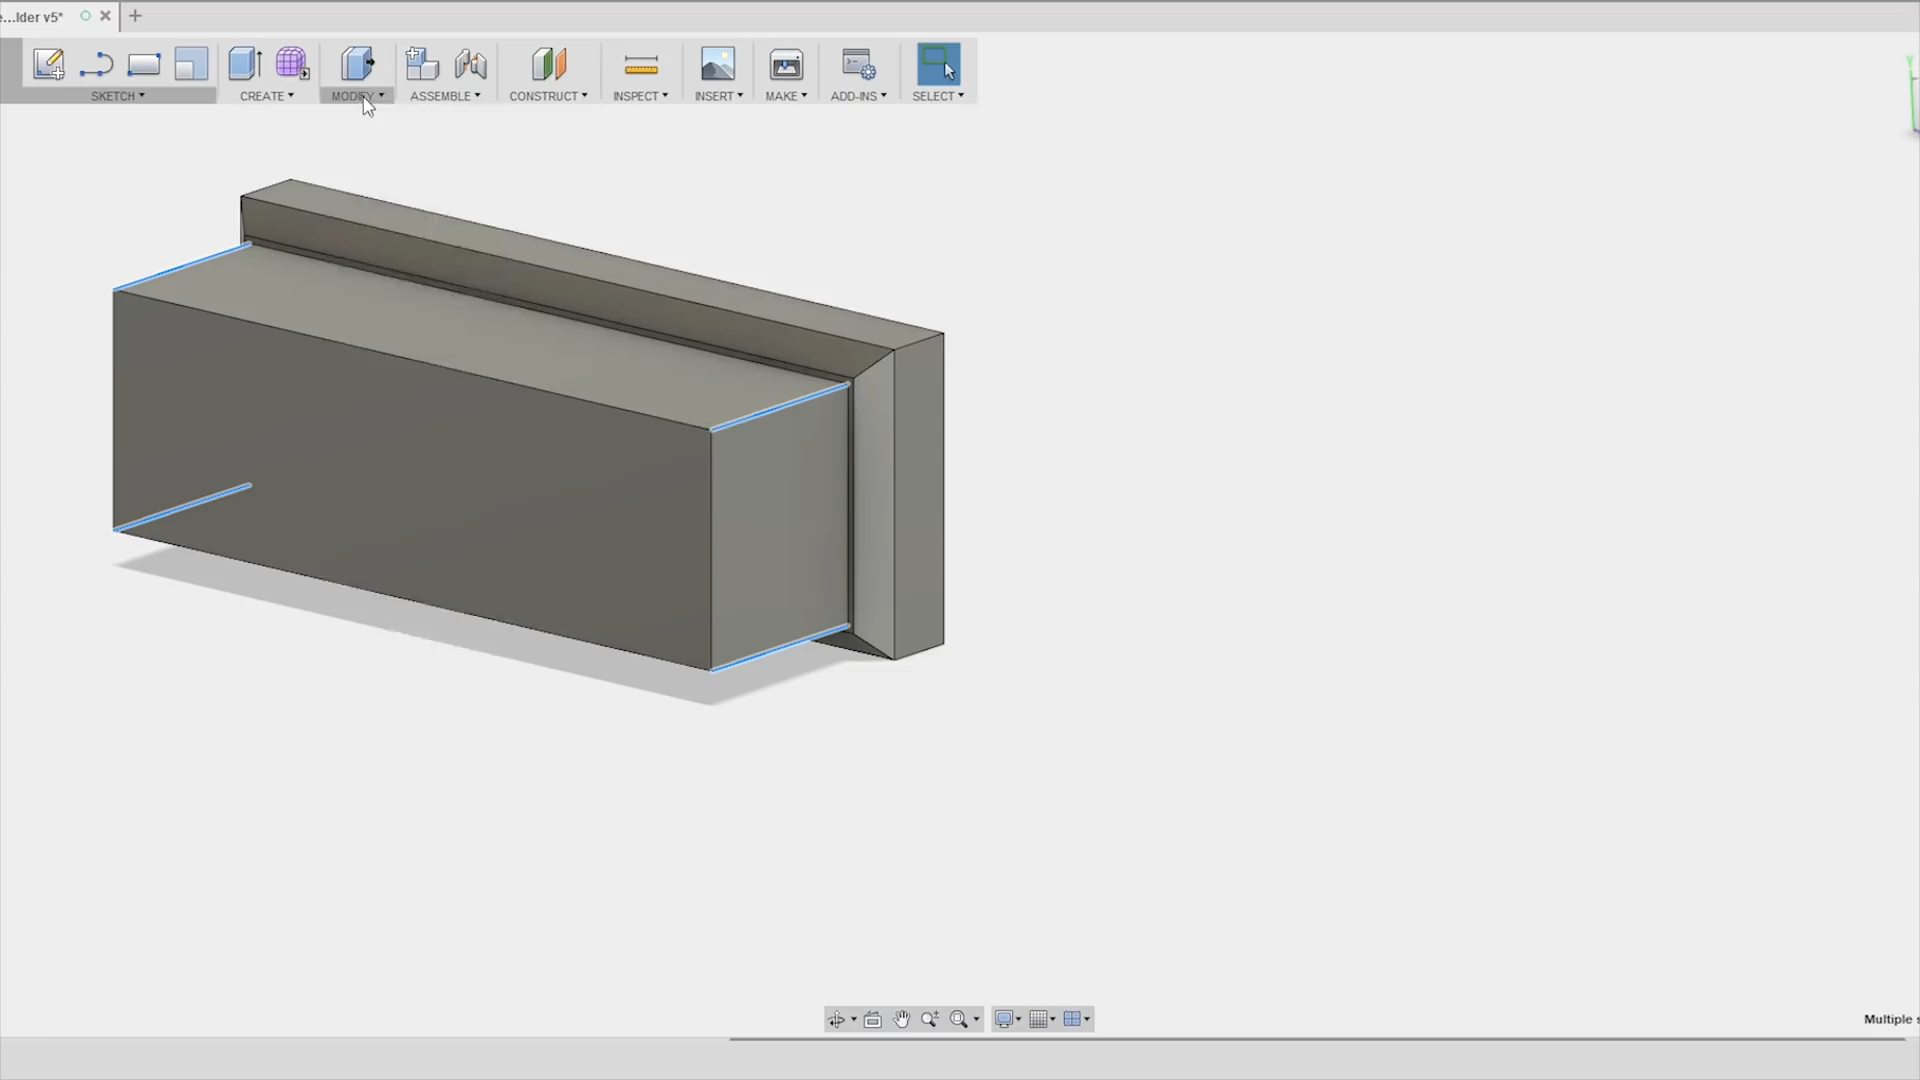 e...lder v5*
SKETCH CREATE MODIFY ASSEMBLE CONSTRUCT INSPECT INSERT MAKE ADD-INS SELECT
Multiple s